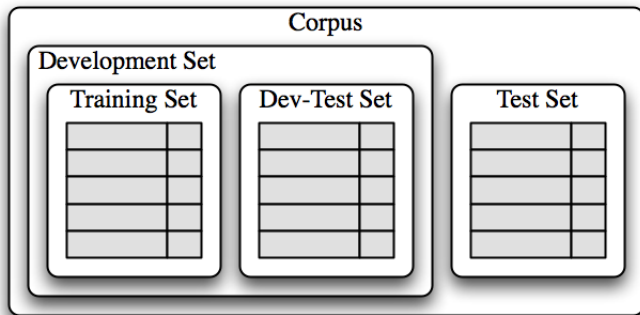 Corpus
Development Set
Training Set
Dev-Test Set
Test Set